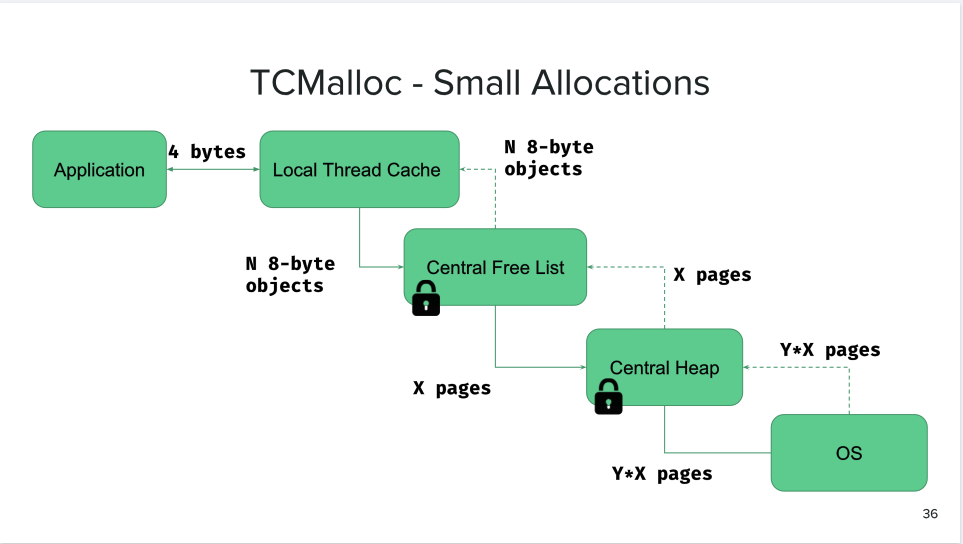 TCMalloc - Small Allocations
Application
4 bytes
Local Thread Cache
N 8-byte
objects
N 8-byte
objects
Central Free List
X pages
X pages
Central Heap
Y*X pages
Y*X pages
OS
36